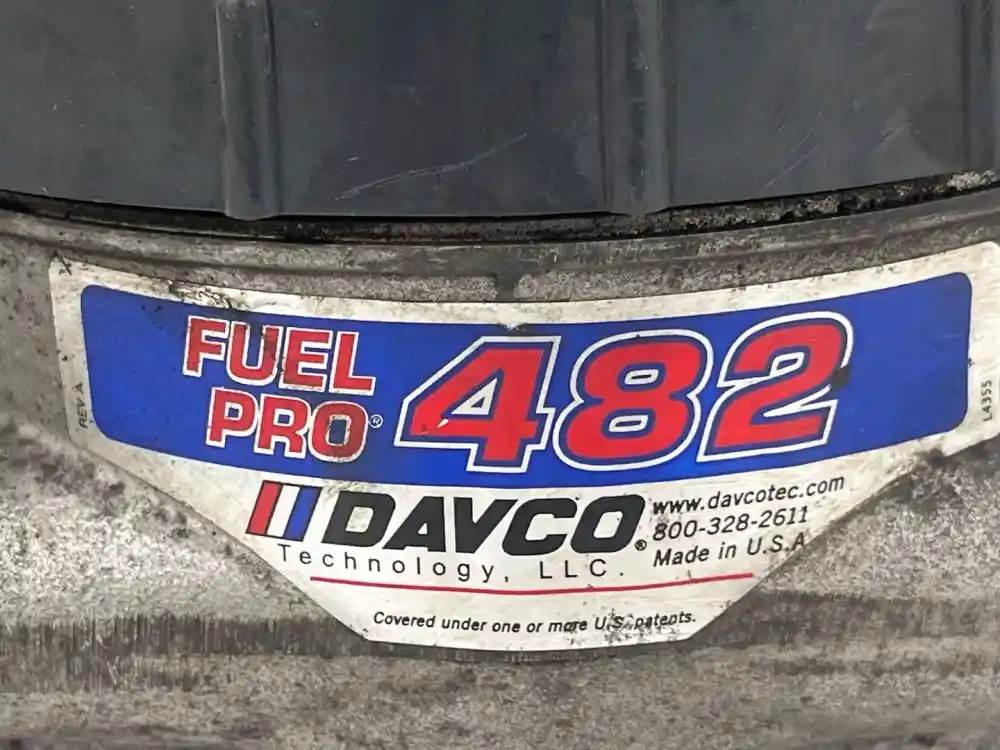 FUEL
PRO® 482
REV A
L4355
DAVCO®
Technology, LLC.
www.davcotec.com
800-328-2611
Made in U.S.A
Covered under one or more U.S. patents.